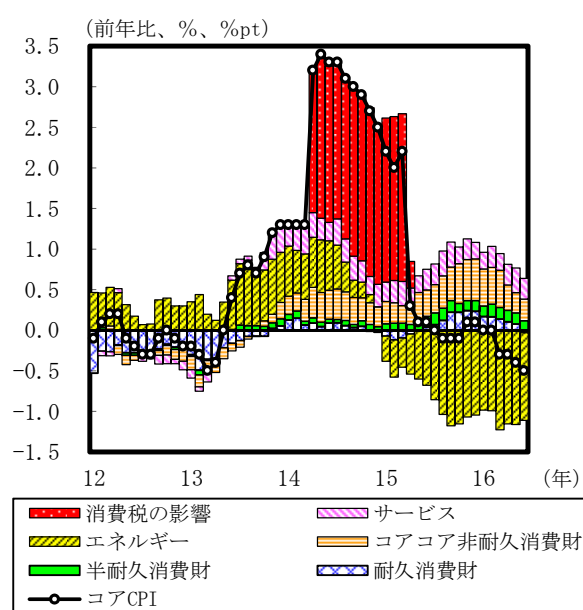 (前年比、%、%pt)
3.5
3.0
2.5
2.0
1.5
1.0
0.5
0.0
-0.5
-1.0
-1.5
12 13 14 15 16 (年)
消費税の影響 サービス
エネルギー コアコア非耐久消費財
半耐久消費財 耐久消費財
コアCPI